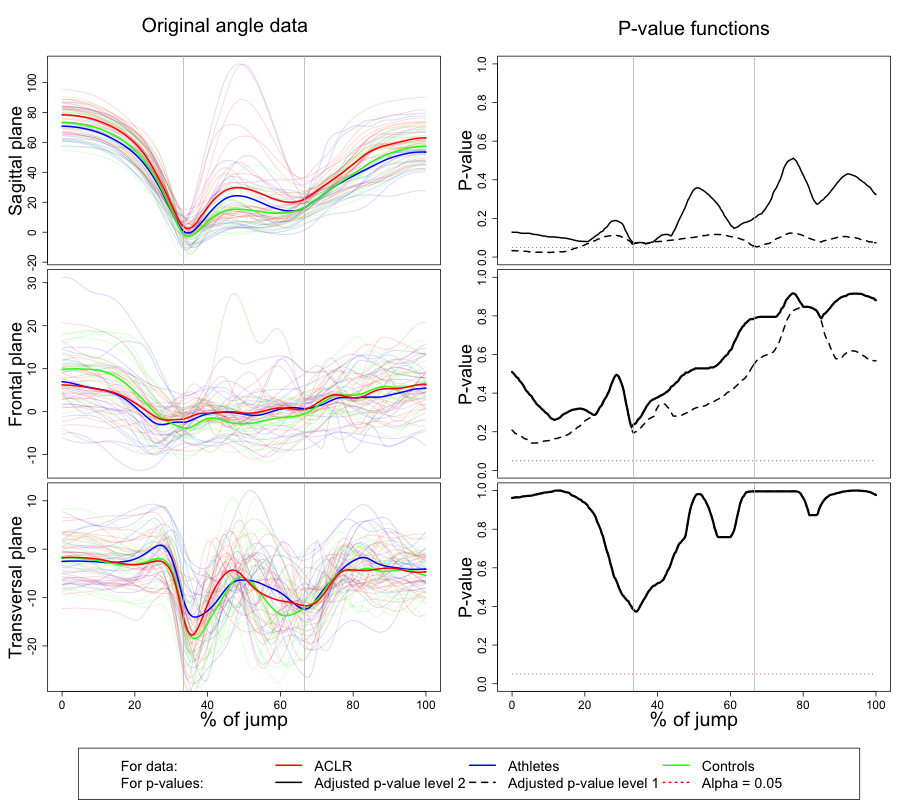 Original angle data
P-value functions
Sagittal plane
-20 0 20 40 60 80 100
P-value
0.0 0.2 0.4 0.6 0.8 1.0
Frontal plane
-10 0 10 20 30
P-value
0.0 0.2 0.4 0.6 0.8 1.0
Transversal plane
-20 -10 0 10
P-value
0.0 0.2 0.4 0.6 0.8 1.0
0 20 40 60 80 100
0 20 40 60 80 100
% of jump
% of jump
For data: ACLR Athletes Controls
For p-values: Adjusted p-value level 2 Adjusted p-value level 1 Alpha = 0.05